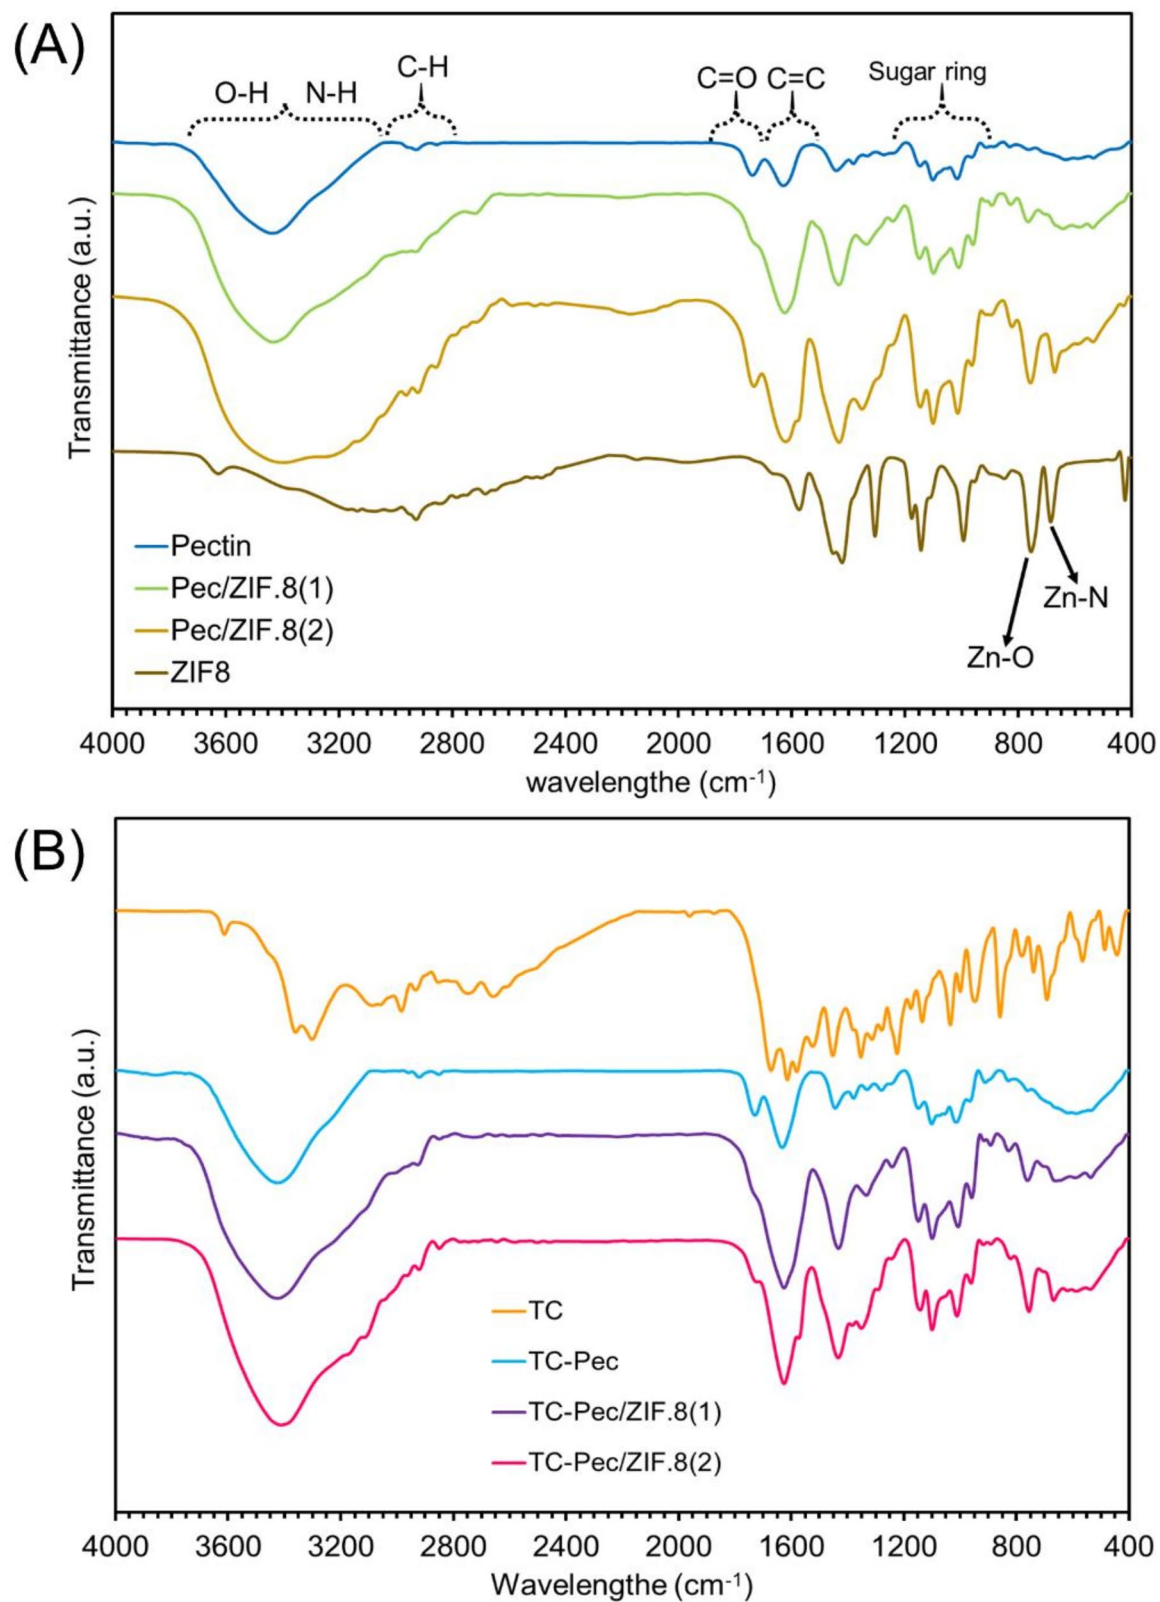 (A)
O-H N-H C-H C=O C=C Sugar ring
Transmittance (a.u.)
Pectin
Pec/ZIF.8(1)
Pec/ZIF.8(2)
ZIF8
Zn-N
Zn-O
4000 3600 3200 2800 2400 2000 1600 1200 800 400
wavelengthe (cm⁻¹)
(B)
Transmittance (a.u.)
TC
TC-Pec
TC-Pec/ZIF.8(1)
TC-Pec/ZIF.8(2)
4000 3600 3200 2800 2400 2000 1600 1200 800 400
Wavelengthe (cm⁻¹)